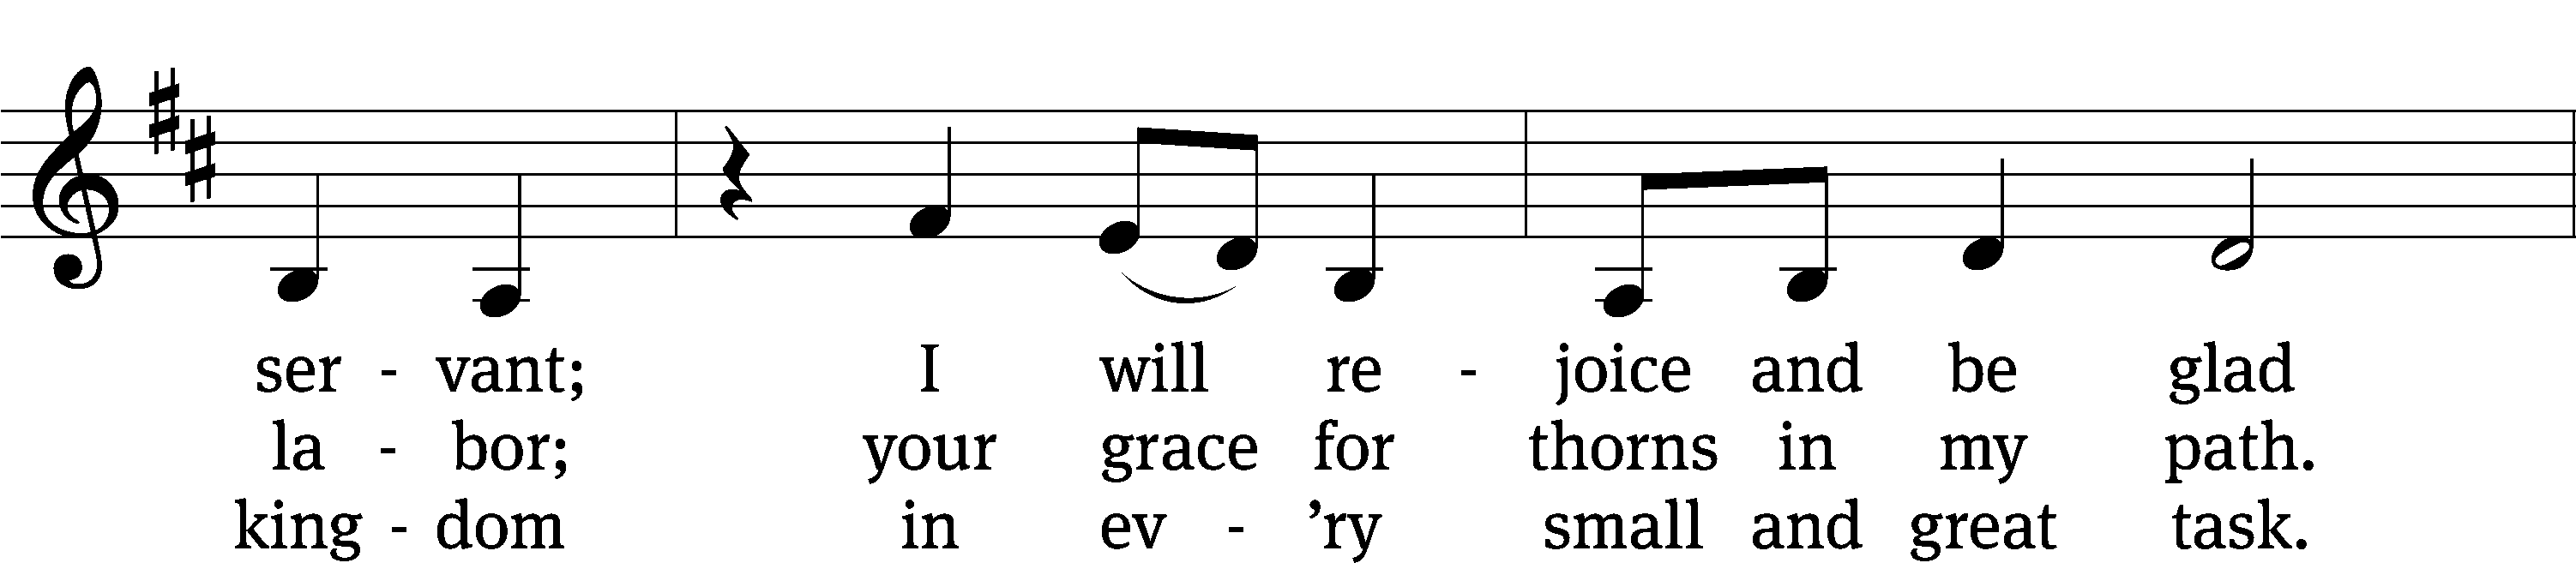 ser - vant; I will re - joice and be glad
la - bor; your grace for thorns in my path.
king - dom in ev - ’ry small and great task.